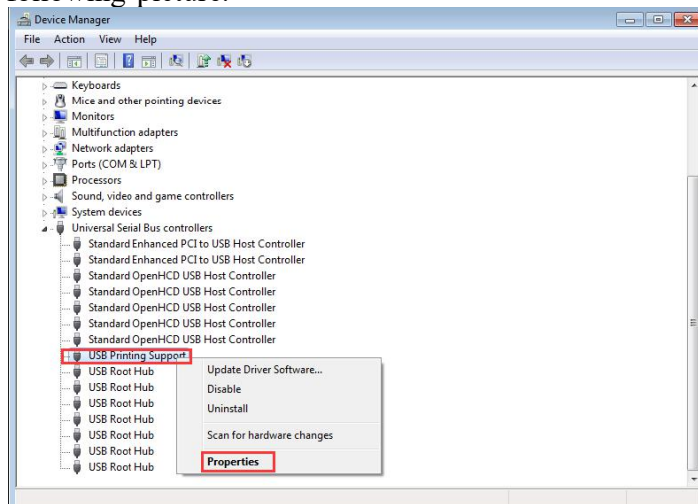 following picture.
Device Manager
File Action View Help
Keyboards
Mice and other pointing devices
Monitors
Multifunction adapters
Network adapters
Ports (COM & LPT)
Processors
Sound, video and game controllers
System devices
Universal Serial Bus controllers
Standard Enhanced PCI to USB Host Controller
Standard Enhanced PCI to USB Host Controller
Standard OpenHCD USB Host Controller
Standard OpenHCD USB Host Controller
Standard OpenHCD USB Host Controller
Standard OpenHCD USB Host Controller
Standard OpenHCD USB Host Controller
USB Printing Support
USB Root Hub
USB Root Hub
USB Root Hub
USB Root Hub
USB Root Hub
USB Root Hub
USB Root Hub
Update Driver Software...
Disable
Uninstall
Scan for hardware changes
Properties